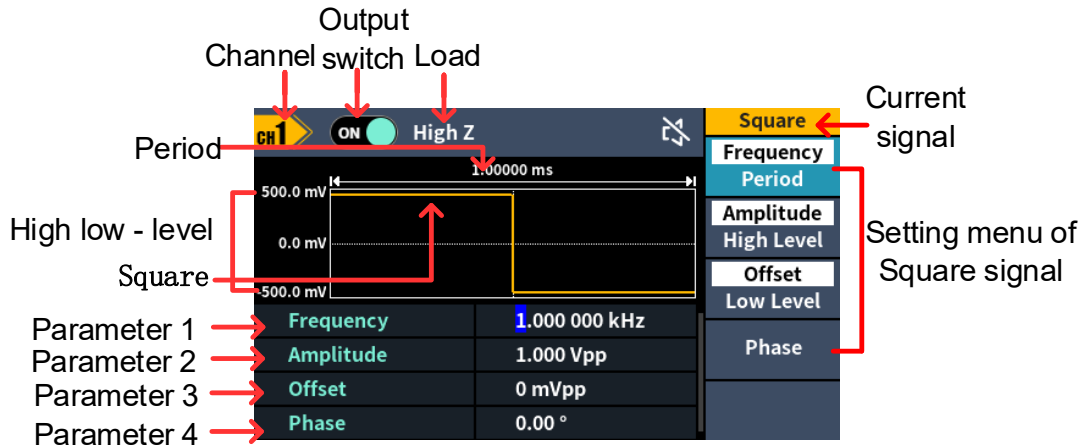 Output
Channel switch Load
Current
signal
CH1 ON High Z
Square
Period
1.00000 ms
Frequency
Period
500.0 mV
Amplitude
High Level
High low - level
0.0 mV
Setting menu of
Square signal
Square
Offset
Low Level
-500.0 mV
Parameter 1
Frequency 1.000 000 kHz
Phase
Parameter 2
Amplitude 1.000 Vpp
Parameter 3
Offset 0 mVpp
Parameter 4
Phase 0.00 °